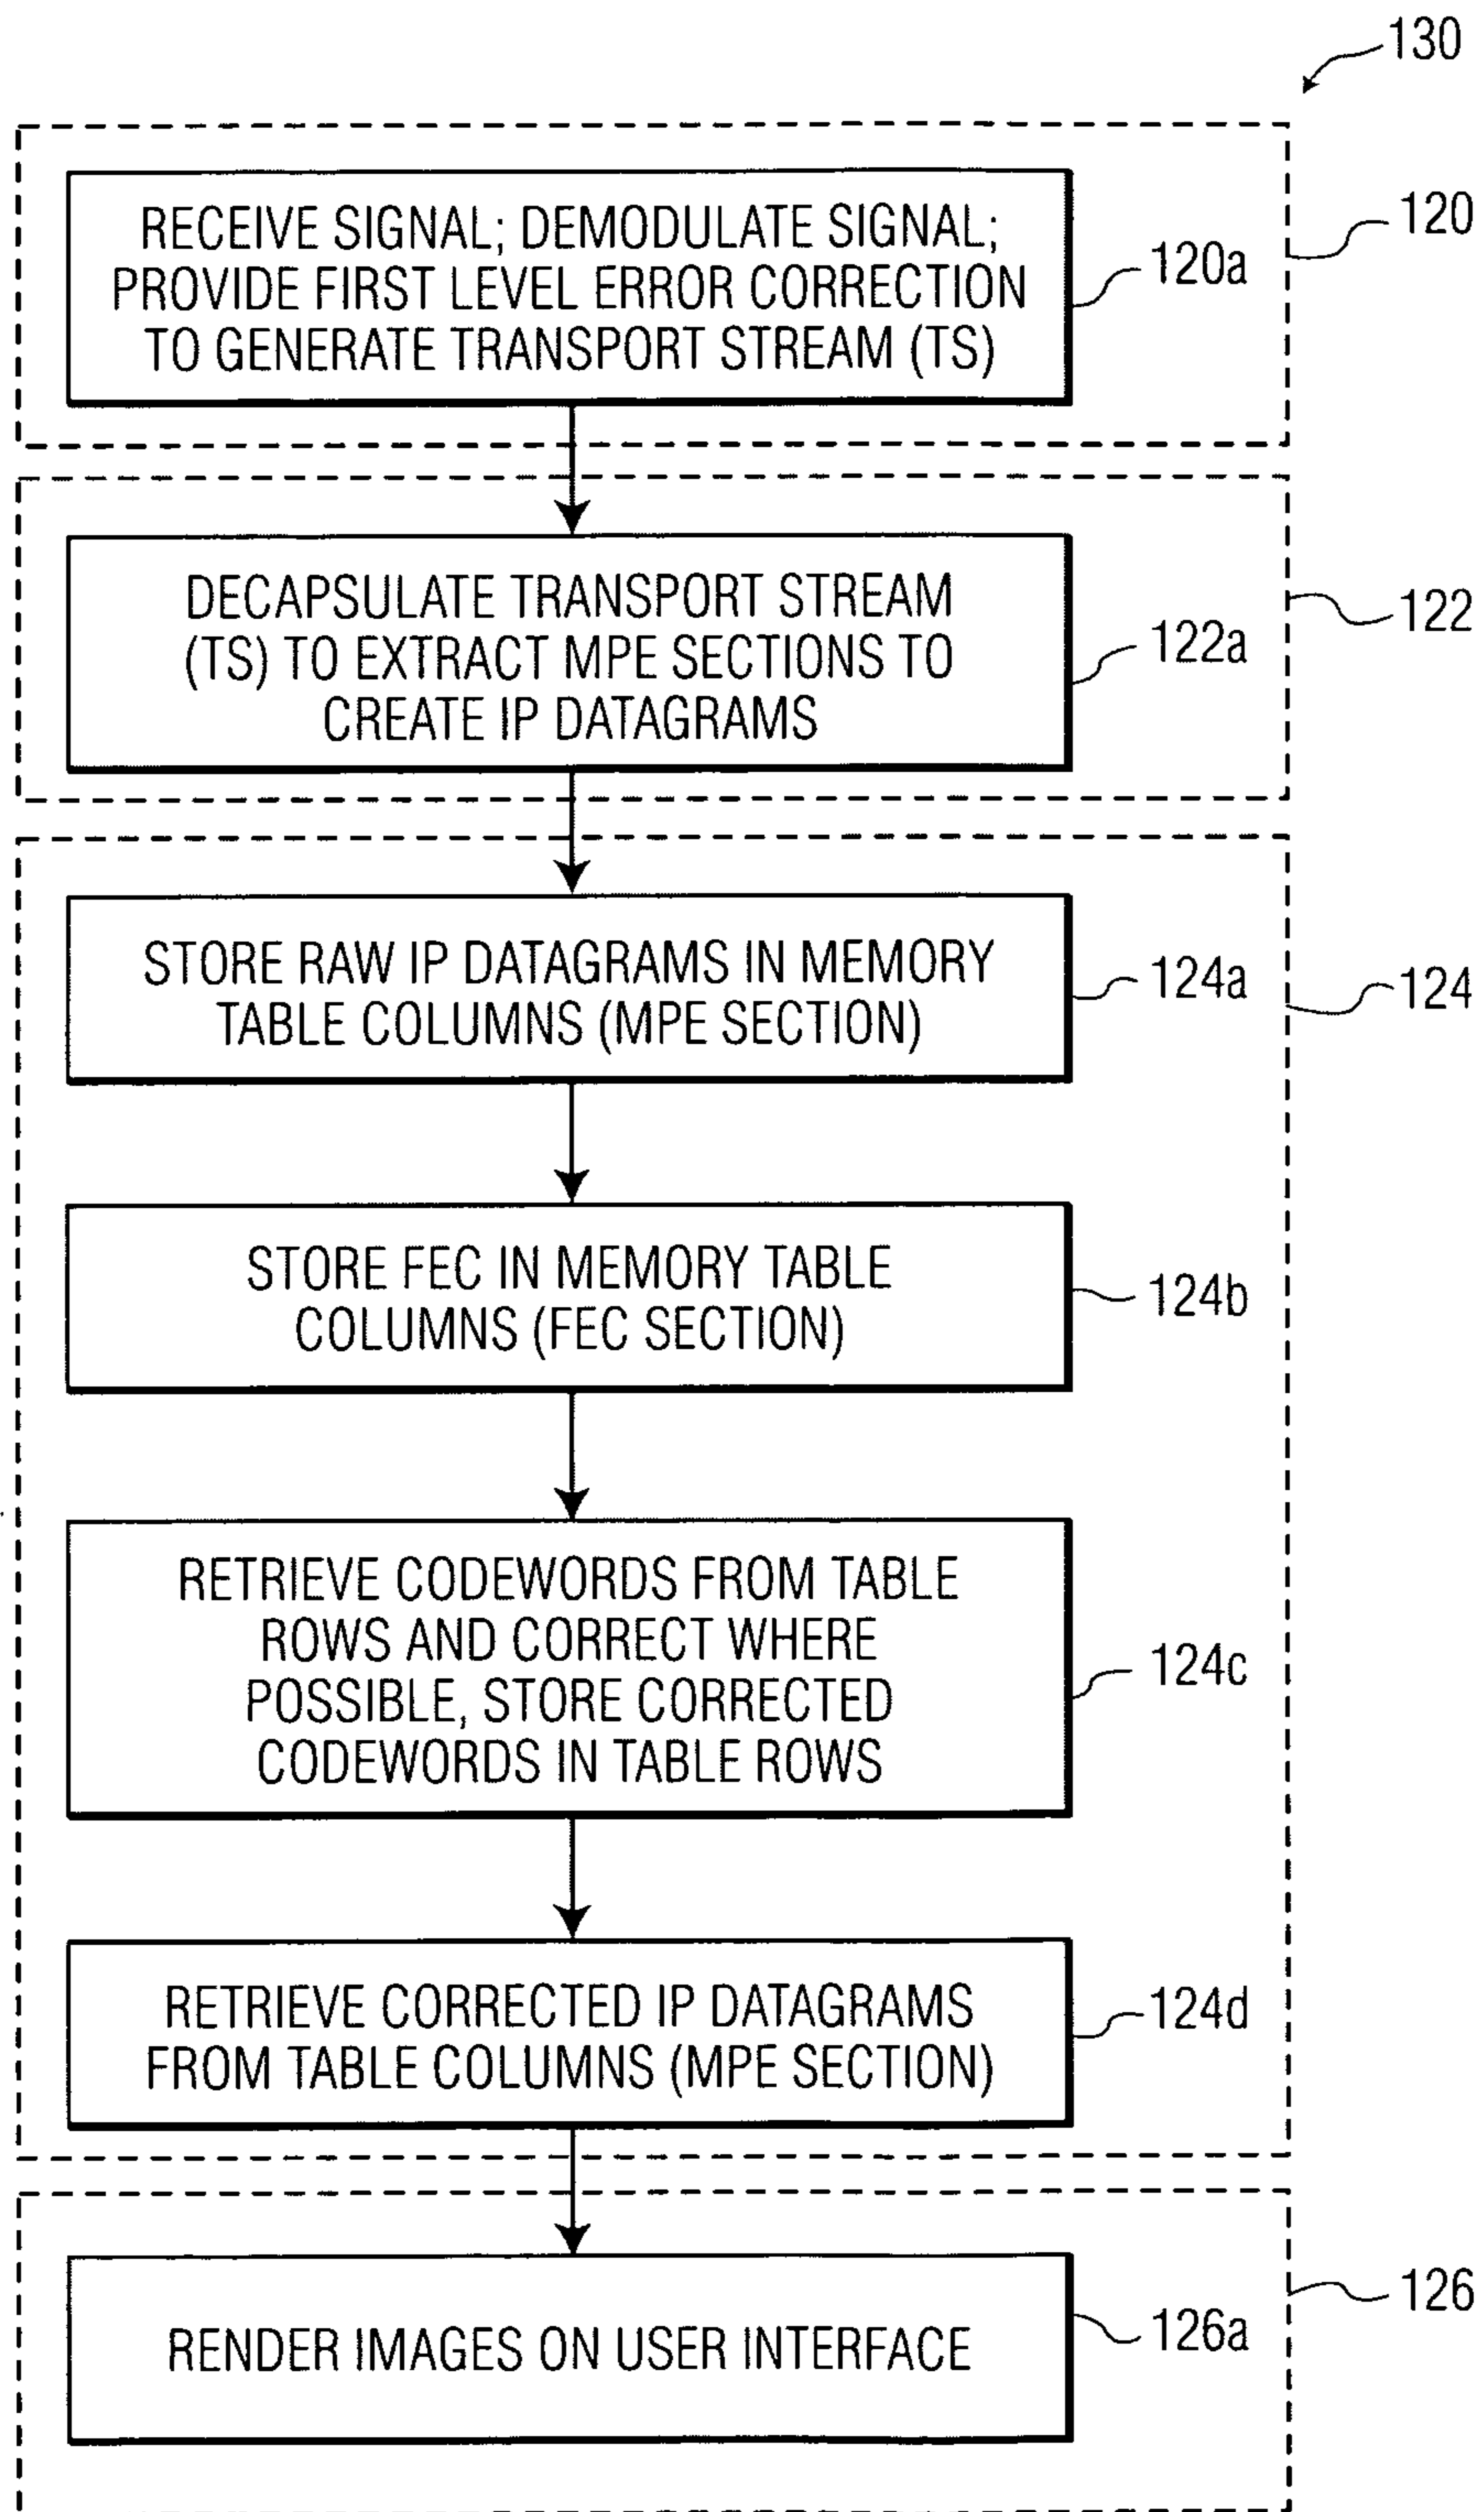 130
RECEIVE SIGNAL; DEMODULATE SIGNAL;
PROVIDE FIRST LEVEL ERROR CORRECTION
TO GENERATE TRANSPORT STREAM (TS)
120a
120
DECAPSULATE TRANSPORT STREAM
(TS) TO EXTRACT MPE SECTIONS TO
CREATE IP DATAGRAMS
122a
122
STORE RAW IP DATAGRAMS IN MEMORY
TABLE COLUMNS (MPE SECTION)
124a
124
STORE FEC IN MEMORY TABLE
COLUMNS (FEC SECTION)
124b
RETRIEVE CODEWORDS FROM TABLE
ROWS AND CORRECT WHERE
POSSIBLE, STORE CORRECTED
CODEWORDS IN TABLE ROWS
124c
RETRIEVE CORRECTED IP DATAGRAMS
FROM TABLE COLUMNS (MPE SECTION)
124d
RENDER IMAGES ON USER INTERFACE
126a
126